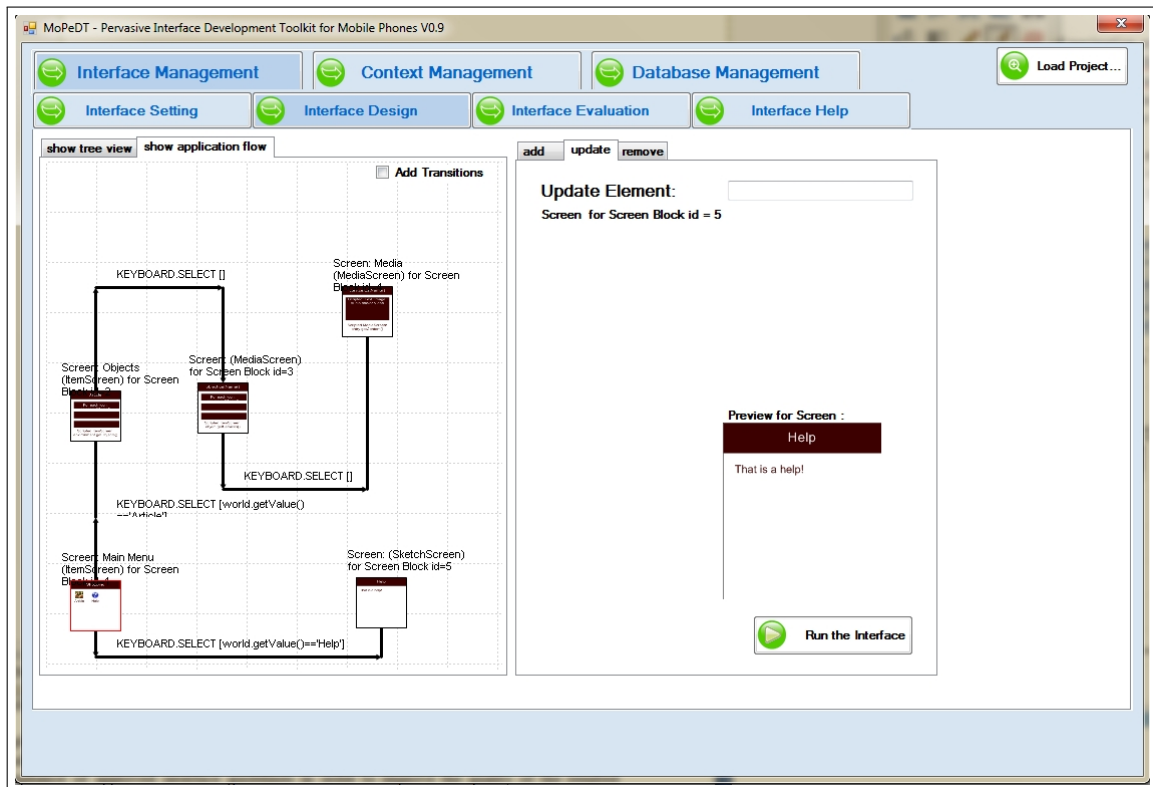 MoPeDT - Pervasive Interface Development Toolkit for Mobile Phones V0.9
Interface Management
Context Management
Database Management
Load Project...
Interface Setting
Interface Design
Interface Evaluation
Interface Help
show tree view
show application flow
Add Transitions
KEYBOARD.SELECT []
Screen: Media
(MediaScreen) for Screen
Screen: Objects
(ItemScreen) for Screen
Screen: (MediaScreen)
for Screen Block id=3
KEYBOARD.SELECT []
KEYBOARD.SELECT [world.getValue()
=='Article']
Screen: Main Menu
(ItemScreen) for Screen
Screen: (SketchScreen)
for Screen Block id=5
Help
KEYBOARD.SELECT [world.getValue()=='Help']
add
update
remove
Update Element:
Screen for Screen Block id = 5
Preview for Screen :
Help
That is a help!
Run the Interface